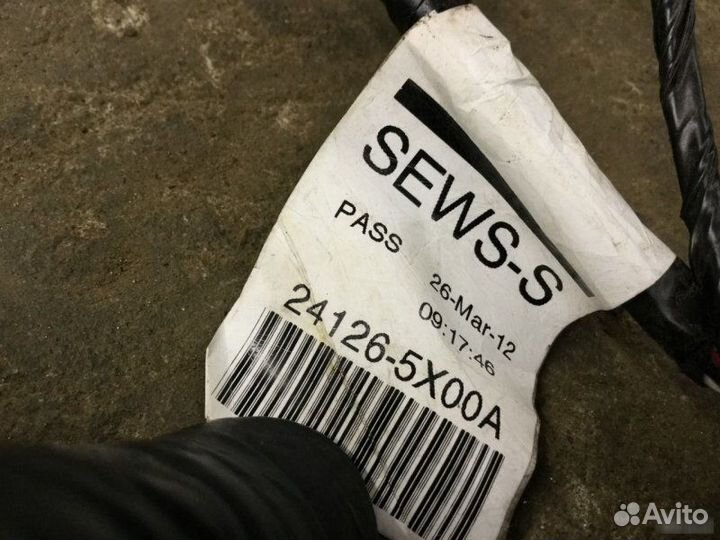 SEWS-S
PASS
26-Mar-12
09:17:46
24126-5X00A
Avito